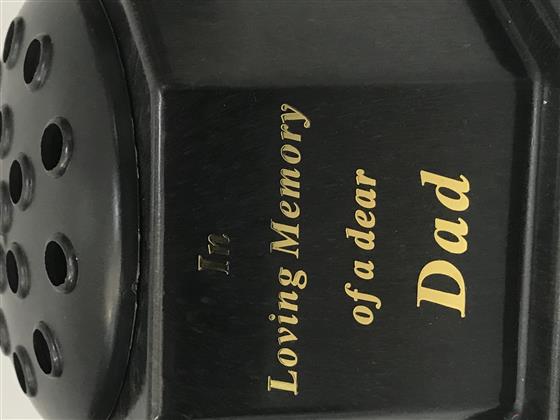 In
Loving Memory
of a dear
Dad